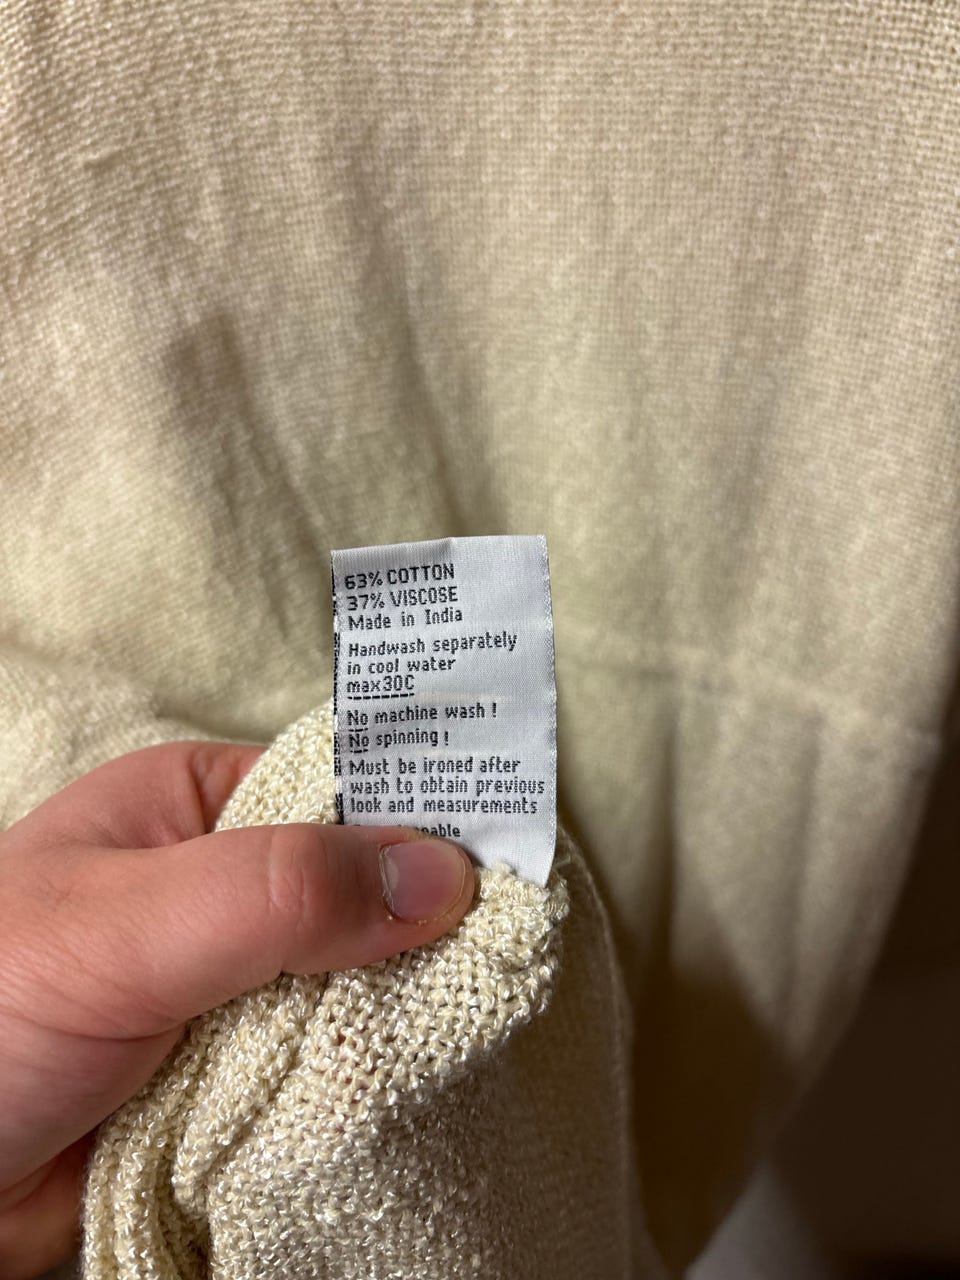 63% COTTON
37% VISCOSE
Made in India
Handwash separately
in cool water
max30C
No machine wash !
No spinning !
Must be ironed after
wash to obtain previous
look and measurements